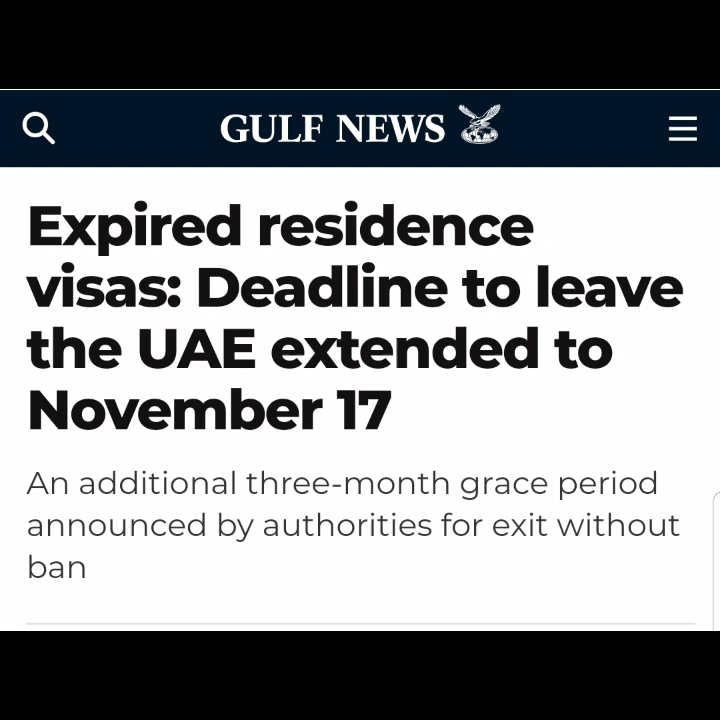 GULF NEWS
Expired residence
visas: Deadline to leave
the UAE extended to
November 17
An additional three-month grace period
announced by authorities for exit without
ban